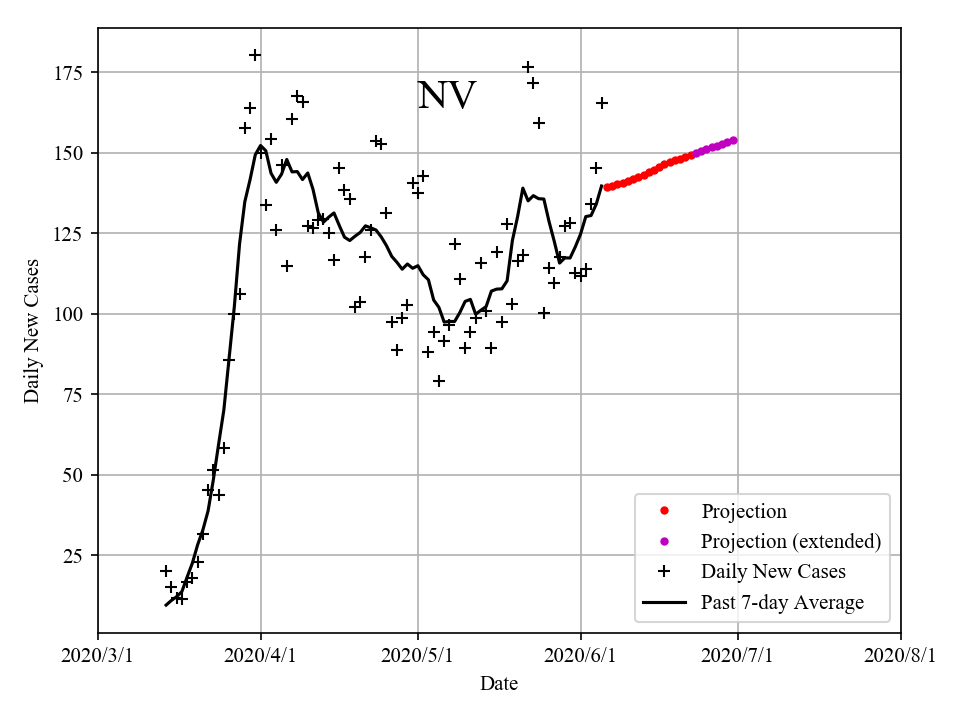 NV
175
150
125
100
75
50
25
Daily New Cases
Projection
Projection (extended)
Daily New Cases
Past 7-day Average
2020/3/1 2020/4/1 2020/5/1 2020/6/1 2020/7/1 2020/8/1
Date